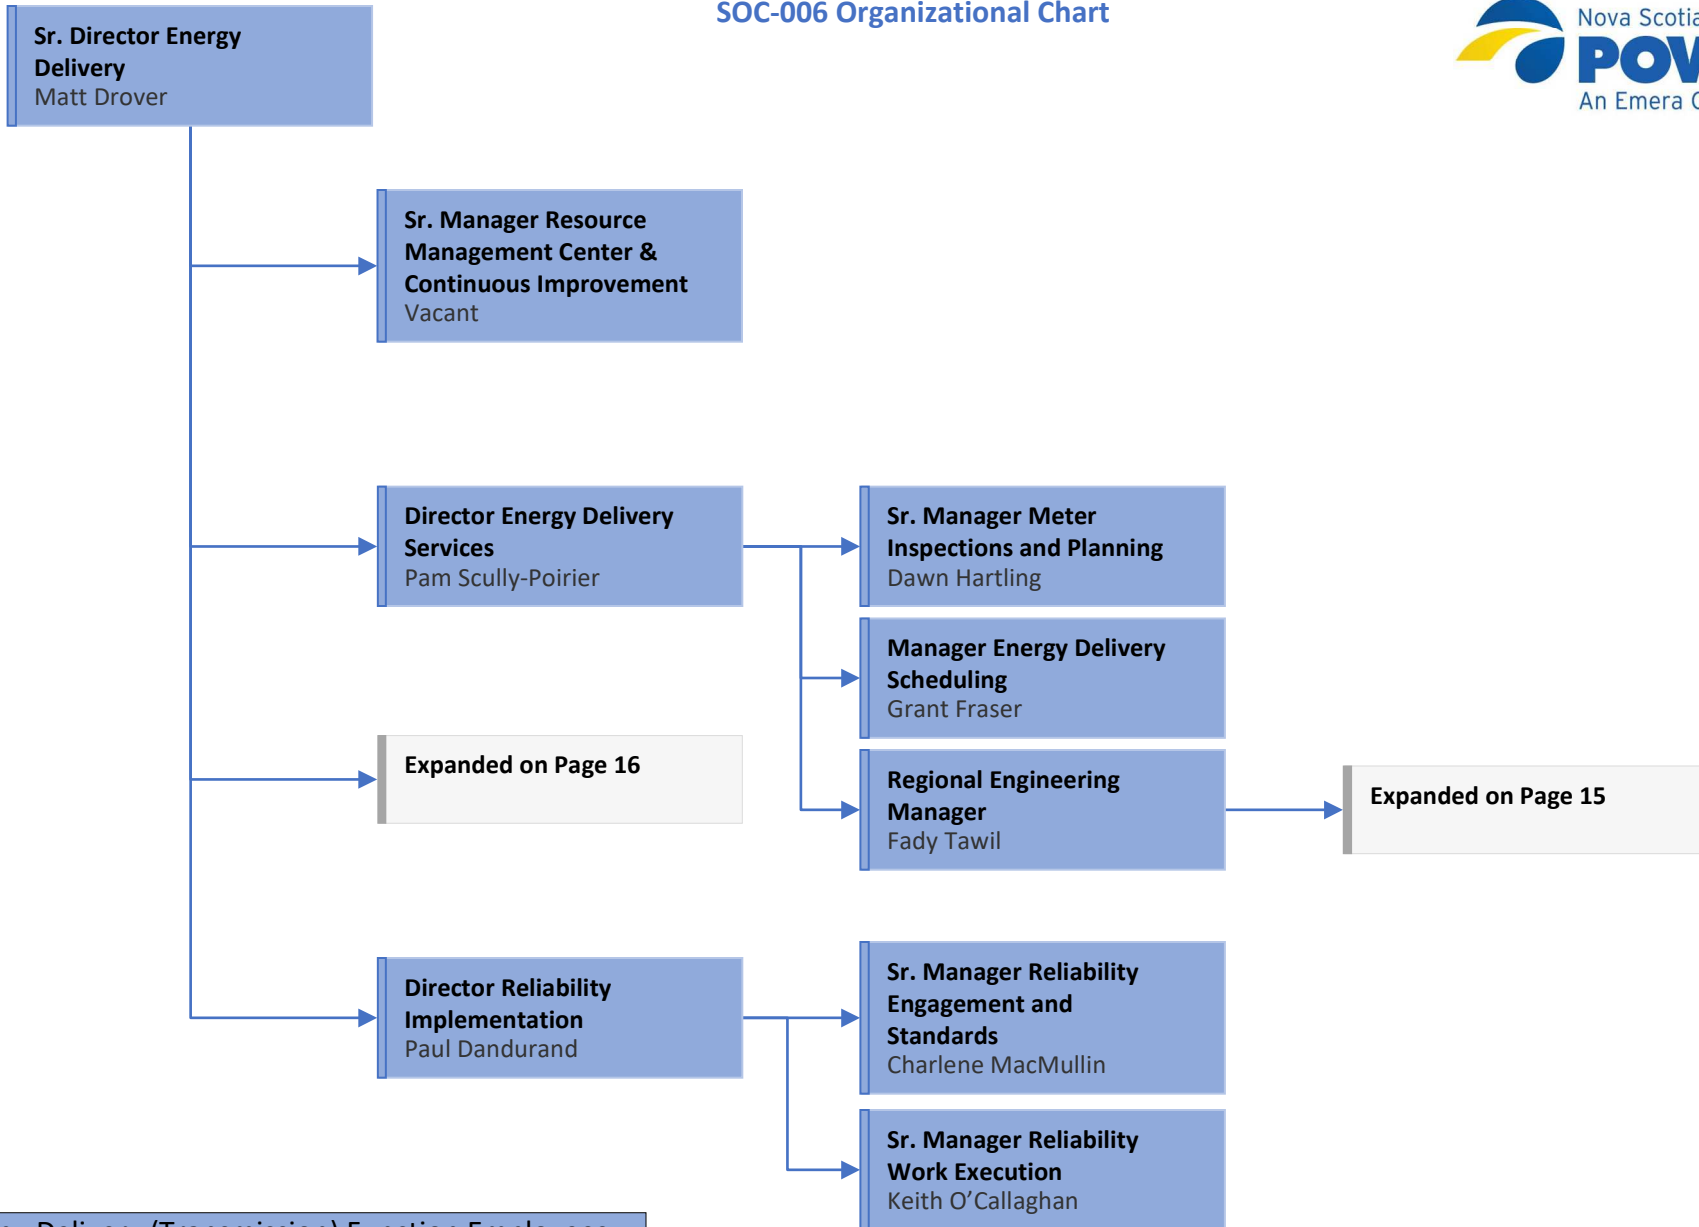 SOC-006 Organizational Chart
Nova Scotia
An Emera
Sr. Director Energy
Delivery
Matt Drover
Sr. Manager Resource
Management Center &
Continuous Improvement
Vacant
Director Energy Delivery
Services
Pam Scully-Poirier
Sr. Manager Meter
Inspections and Planning
Dawn Hartling
Manager Energy Delivery
Scheduling
Grant Fraser
Expanded on Page 16
Regional Engineering
Manager
Fady Tawil
Expanded on Page 15
Director Reliability
Implementation
Paul Dandurand
Sr. Manager Reliability
Engagement and
Standards
Charlene MacMullin
Sr. Manager Reliability
Work Execution
Keith O’Callaghan
Delivery (Transmission) Function Employees